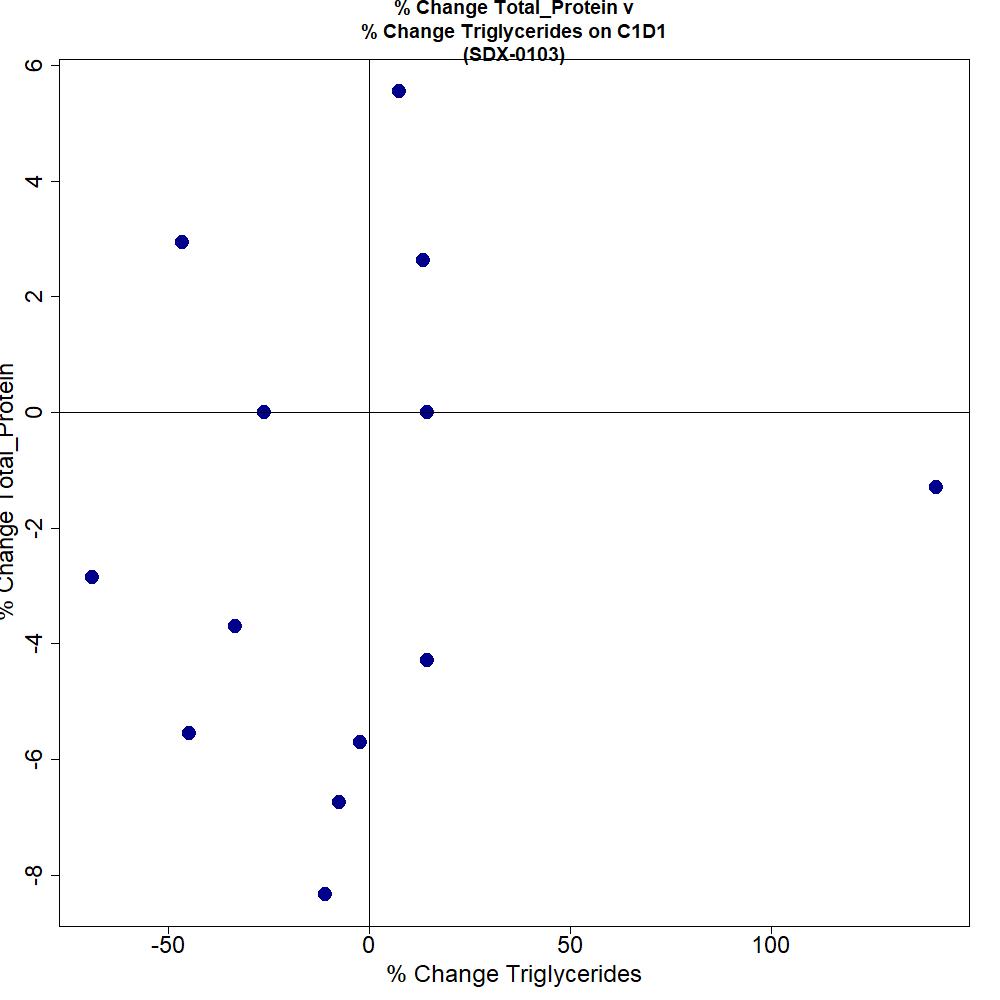 % Change Total_Protein v
% Change Triglycerides on C1D1
(SDX-0103)
6
4
2
0
-2
-4
-6
-8
% Change Total_Protein
-50
0
50
100
% Change Triglycerides